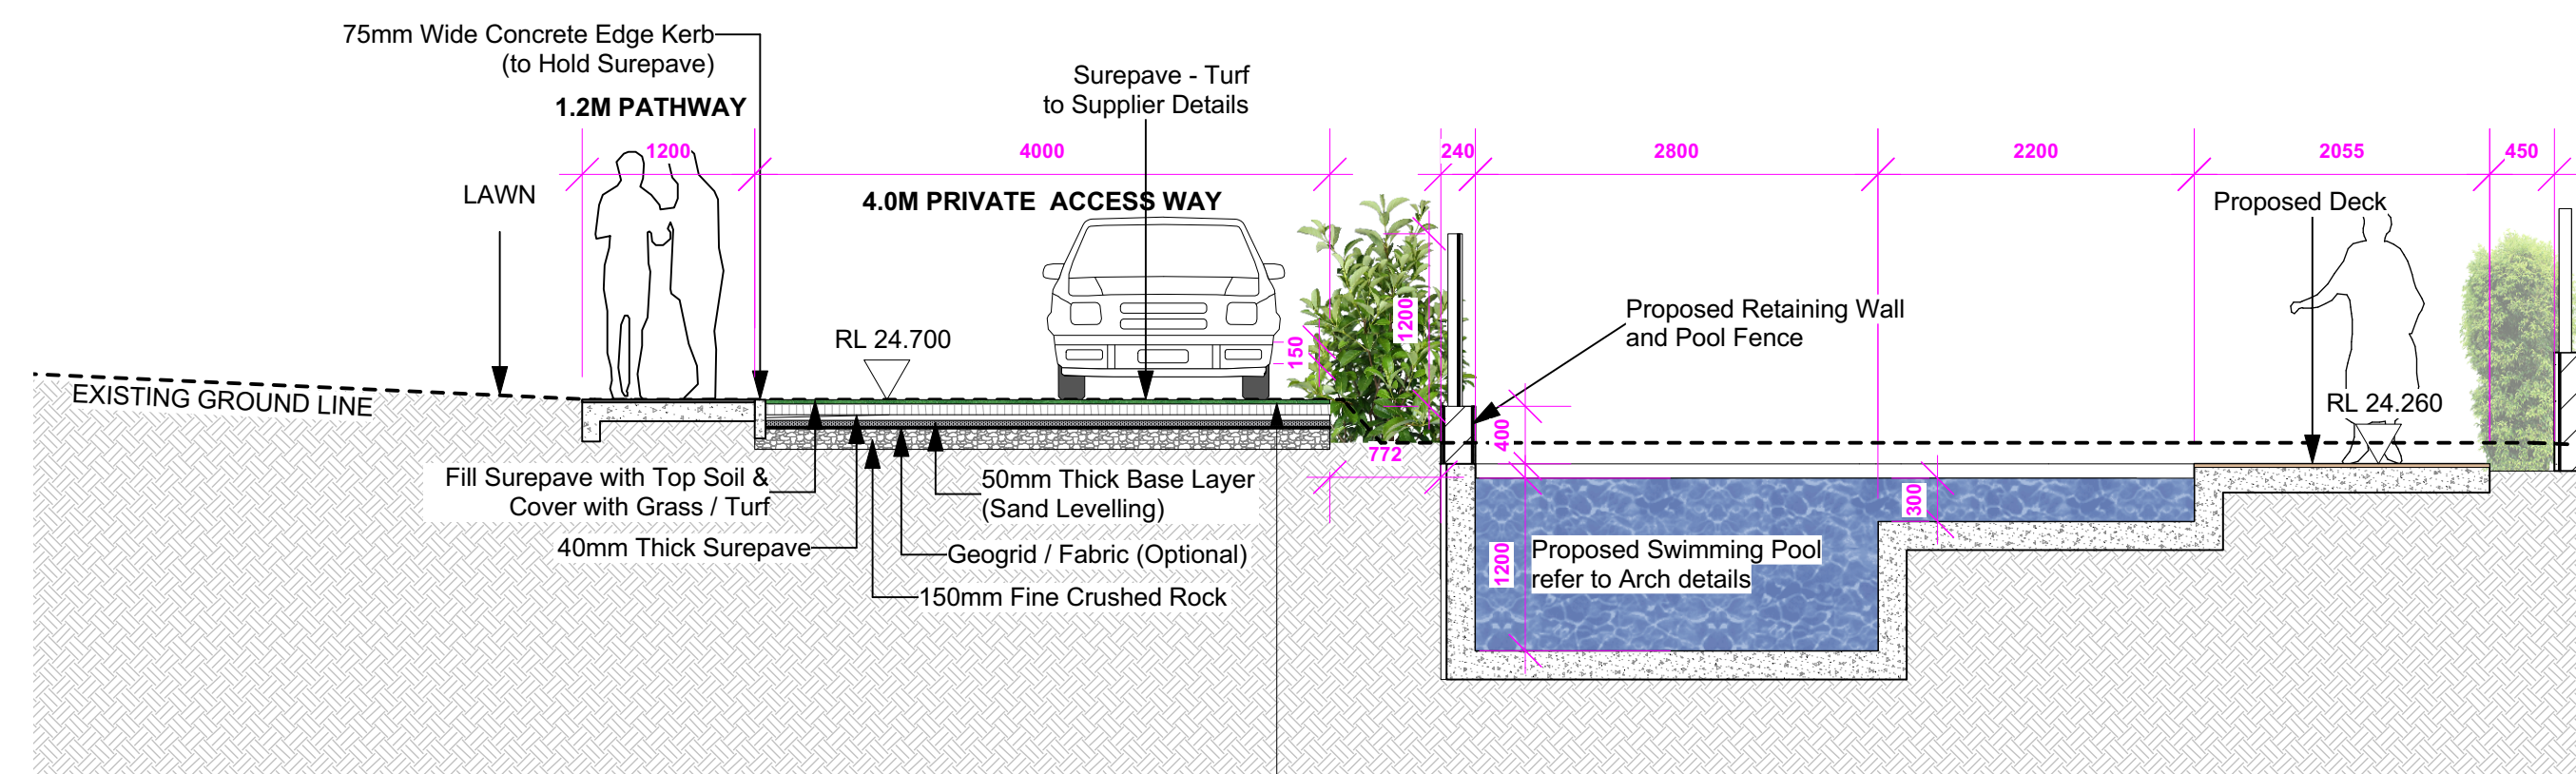 75mm Wide Concrete Edge Kerb
(to Hold Surepave)
1.2M PATHWAY
Surepave - Turf
to Supplier Details
1200
4000
240
2800
2200
2055
450
LAWN
4.0M PRIVATE ACCESS WAY
Proposed Deck
RL 24.700
150
1200
Proposed Retaining Wall
and Pool Fence
EXISTING GROUND LINE
RL 24.260
400
772
Fill Surepave with Top Soil &
Cover with Grass / Turf
50mm Thick Base Layer
(Sand Levelling)
300
40mm Thick Surepave
Geogrid / Fabric (Optional)
1200
Proposed Swimming Pool
refer to Arch details
150mm Fine Crushed Rock